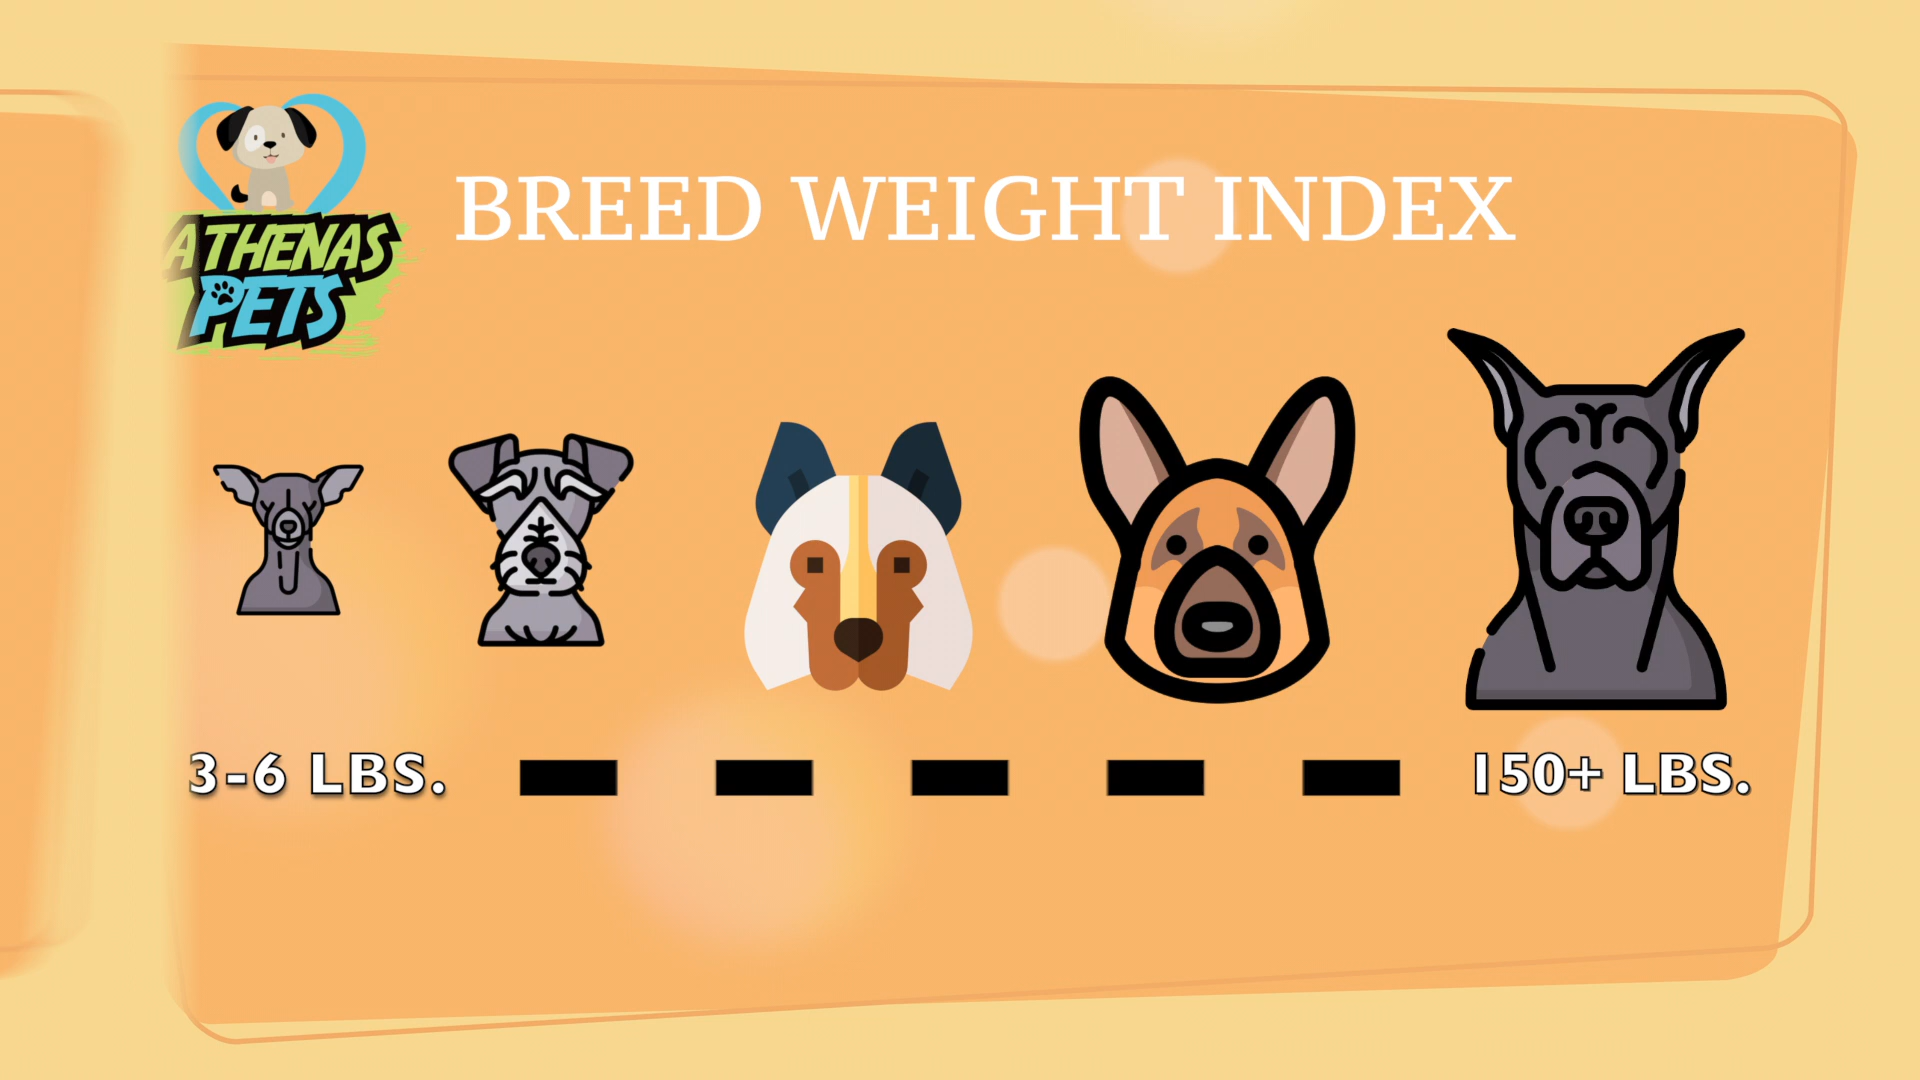 ATHENAS
PETS
BREED WEIGHT INDEX
3-6 LBS.
150+ LBS.